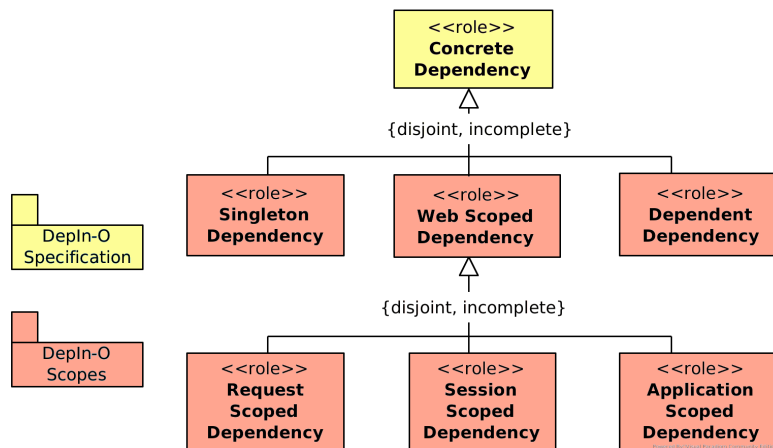 <<role>>
Concrete
Dependency
{disjoint, incomplete}
<<role>>
Singleton
Dependency
<<role>>
Web Scoped
Dependency
<<role>>
Dependent
Dependency
DepIn-O
Specification
{disjoint, incomplete}
DepIn-O
Scopes
<<role>>
Request
Scoped
Dependency
<<role>>
Session
Scoped
Dependency
<<role>>
Application
Scoped
Dependency